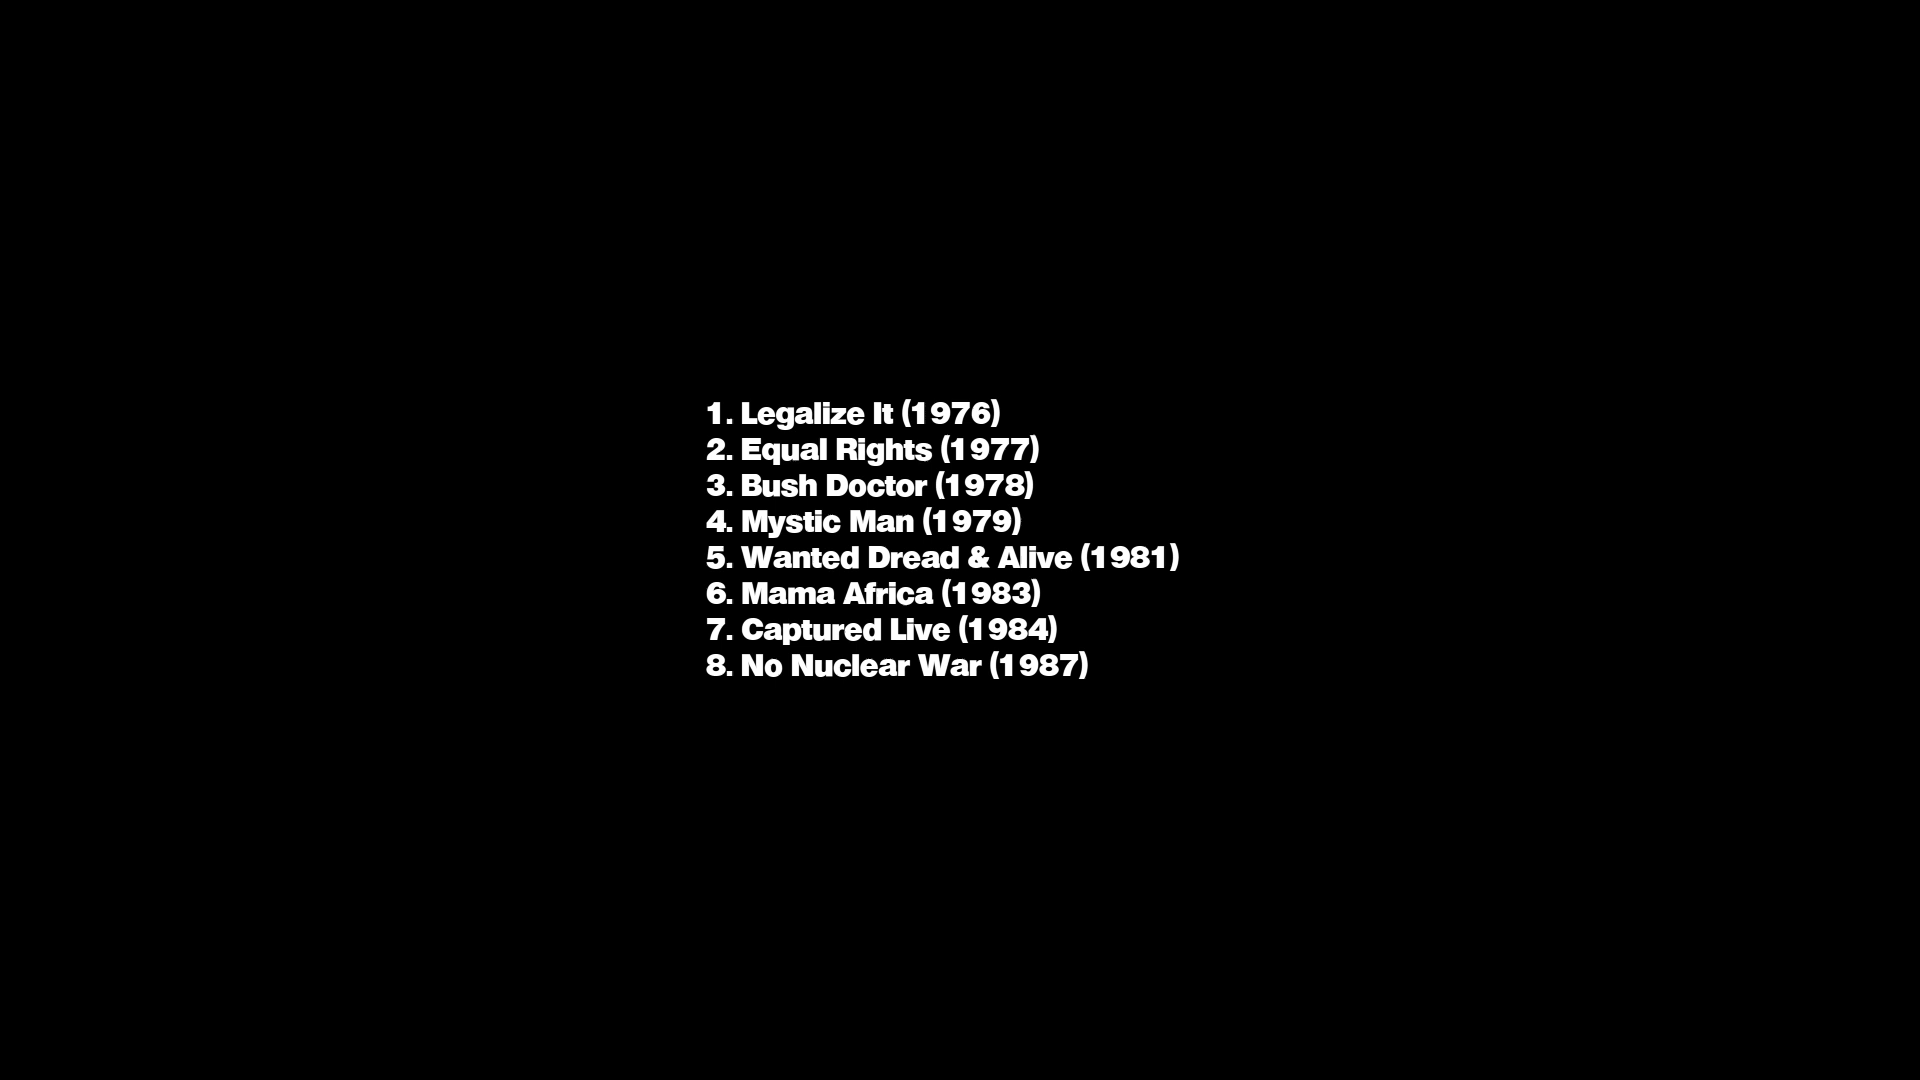 1. Legalize It (1976)
2. Equal Rights (1977)
3. Bush Doctor (1978)
4. Mystic Man (1979)
5. Wanted Dread & Alive (1981)
6. Mama Africa (1983)
7. Captured Live (1984)
8. No Nuclear War (1987)